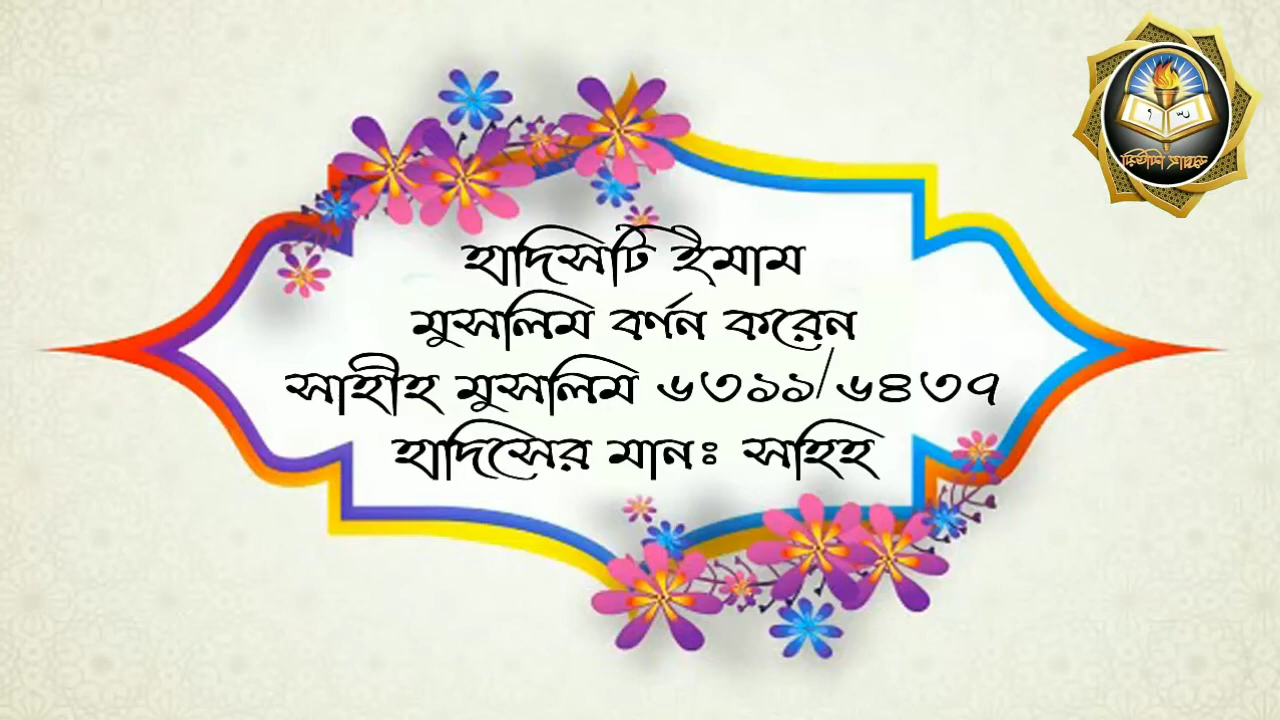 হাদিসটি ইমাম
মুসলিম বর্ণন করেন
সাহীহ মুসলিম ৬৩১১/৬৪৩৭
হাদিসের মানঃ সহিহ